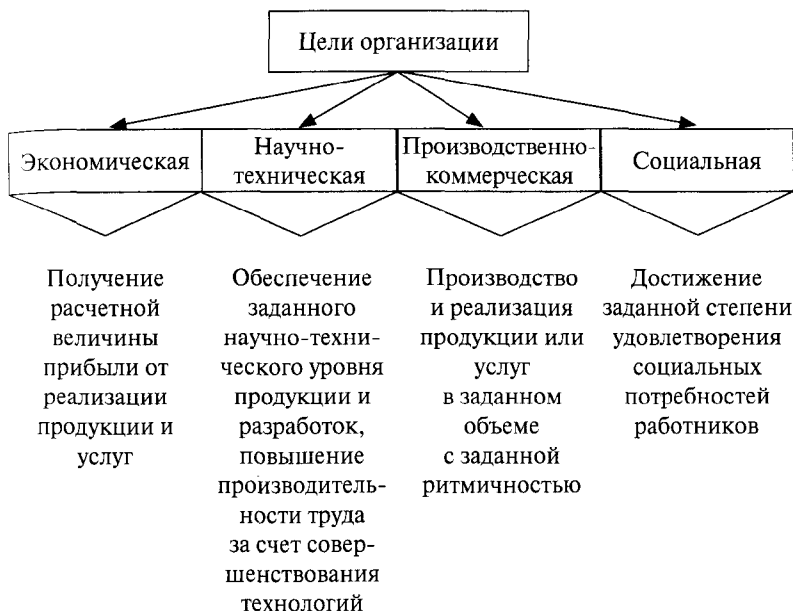 Цели организации
Экономическая
Научно-
техническая
Производственно-
коммерческая
Социальная
Получение
расчетной
величины
прибыли от
реализации
продукции и
услуг
Обеспечение
заданного
научно-техни-
ческого уровня
продукции и
разработок,
повышение
производитель-
ности труда
за счет совер-
шенствования
технологий
Производство
и реализация
продукции или
услуг
в заданном
объеме
с заданной
ритмичностью
Достижение
заданной степени
удовлетворения
социальных
потребностей
работников